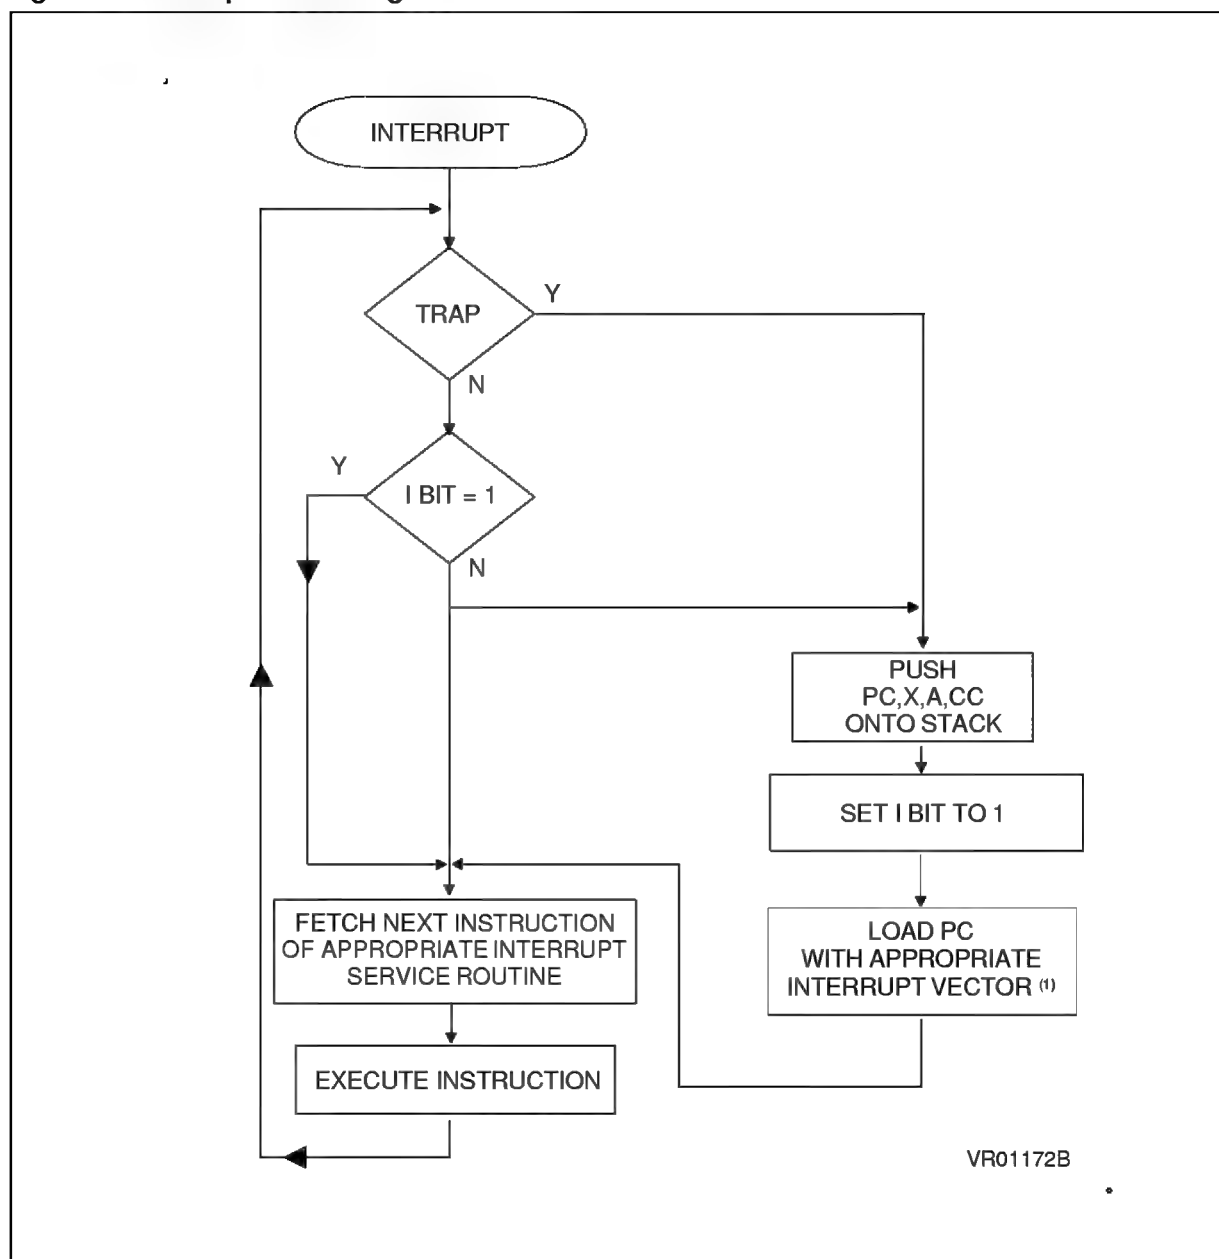 INTERRUPT
TRAP
Y
N
Y
I BIT = 1
N
PUSH
PC,X,A,CC
ONTO STACK
SET I BIT TO 1
FETCH NEXT INSTRUCTION
OF APPROPRIATE INTERRUPT
SERVICE ROUTINE
LOAD PC
WITH APPROPRIATE
INTERRUPT VECTOR (1)
EXECUTE INSTRUCTION
VR01172B